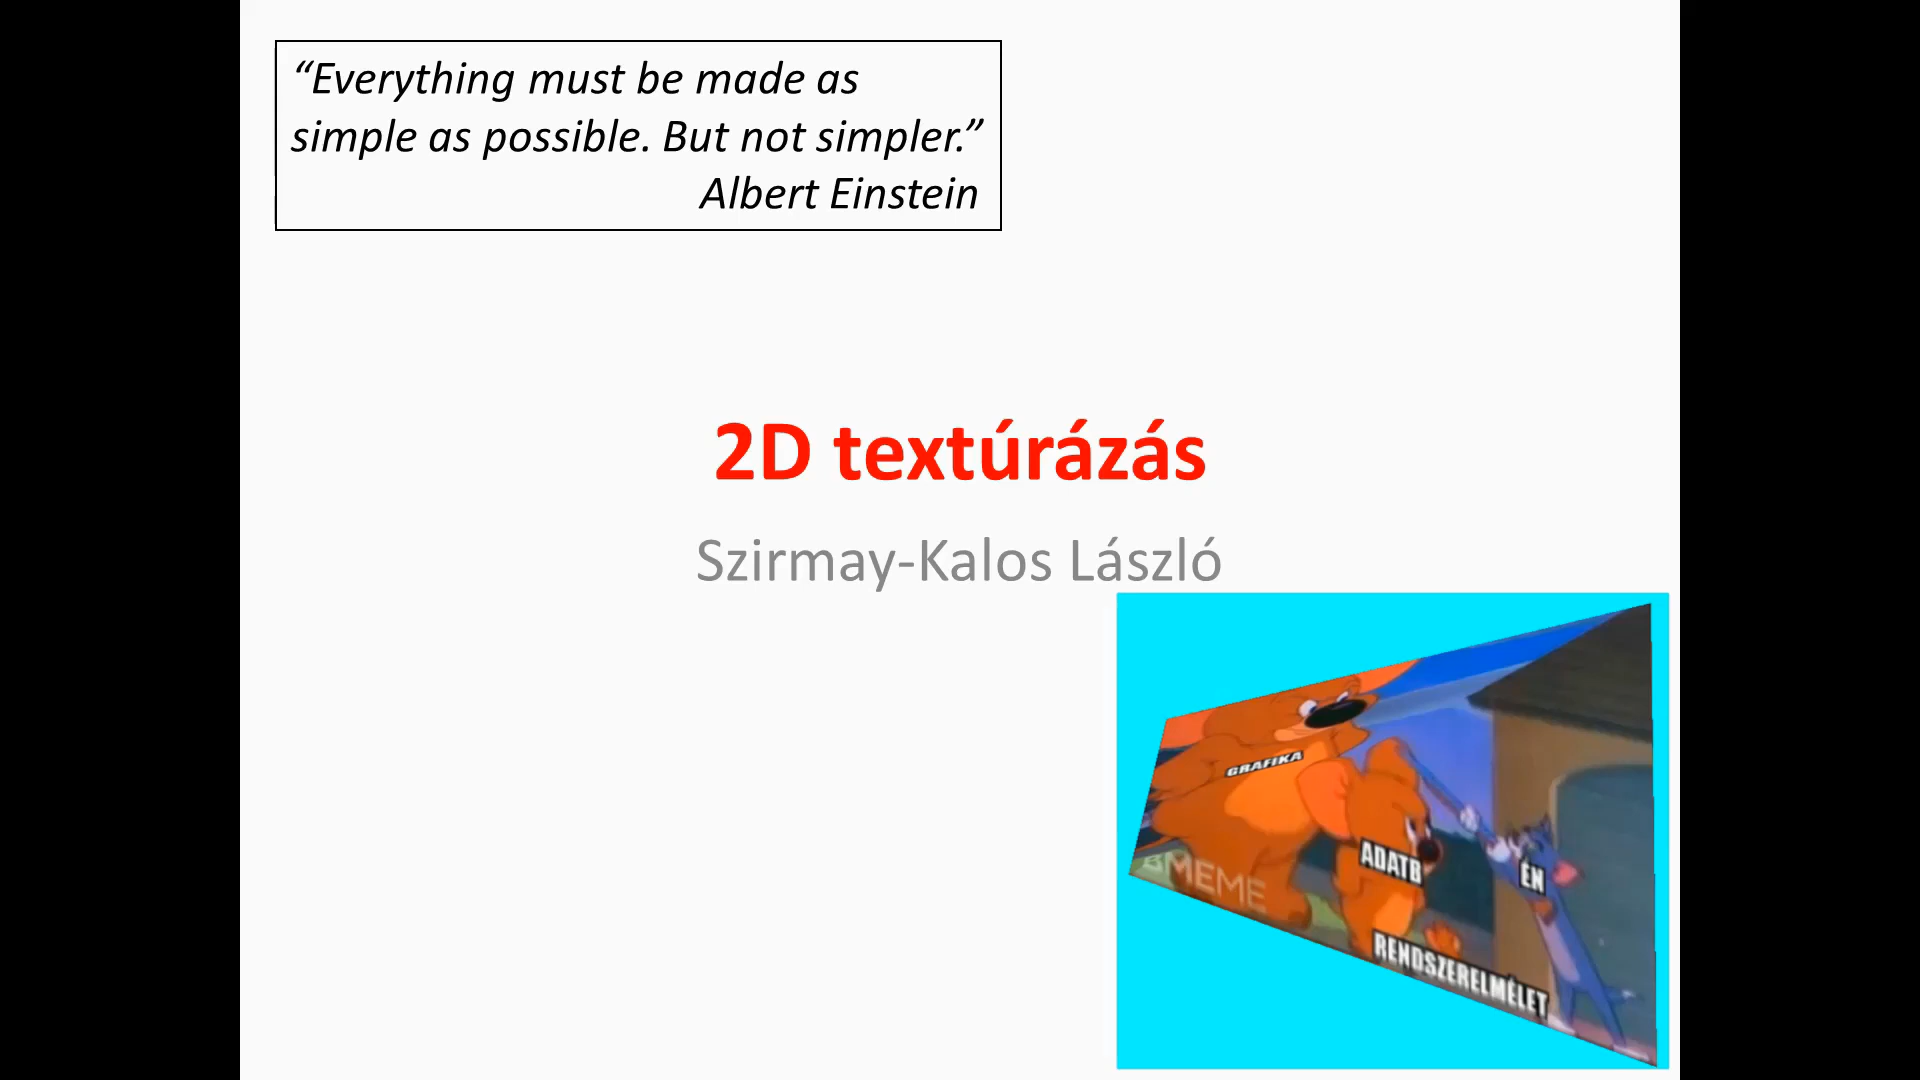 “Everything must be made as
simple as possible. But not simpler.”
Albert Einstein
2D textúrázás
Szirmay-Kalos László
GRAFIKA
ADATB
ÉN
BMEME
RENDSZERELMÉLET